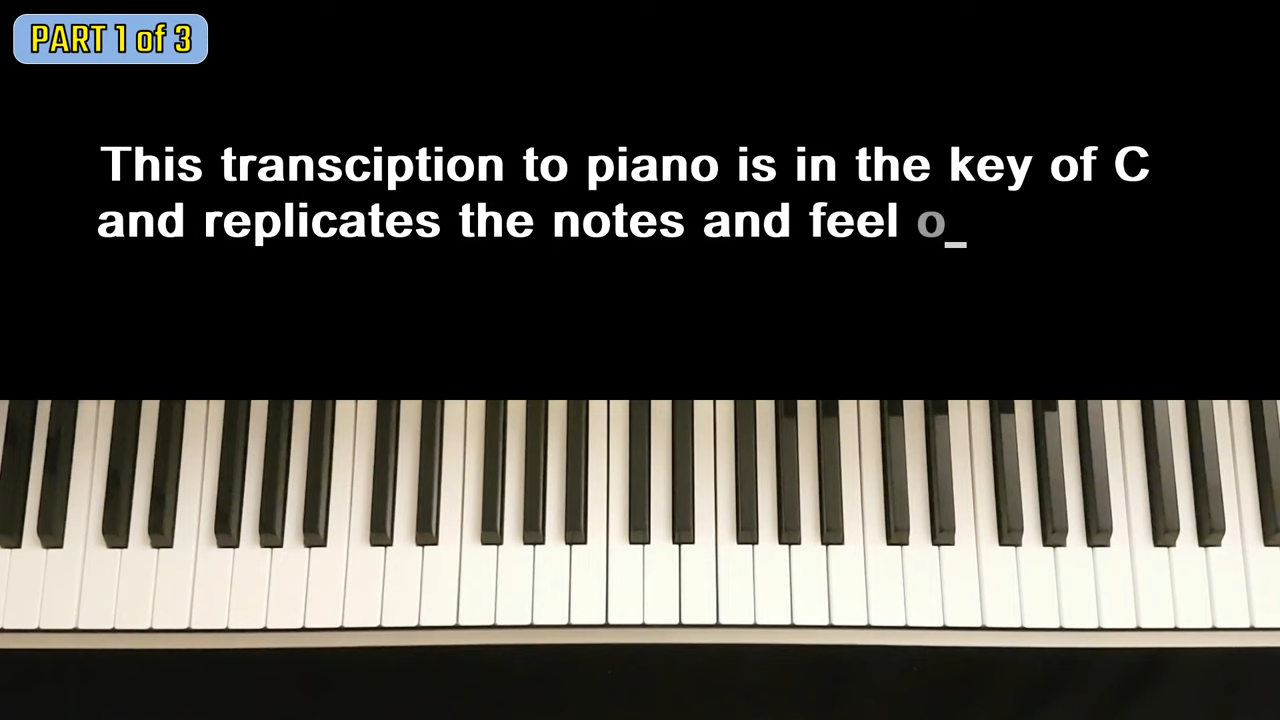 PART 1 of 3
This transciption to piano is in the key of C
and replicates the notes and feel o_